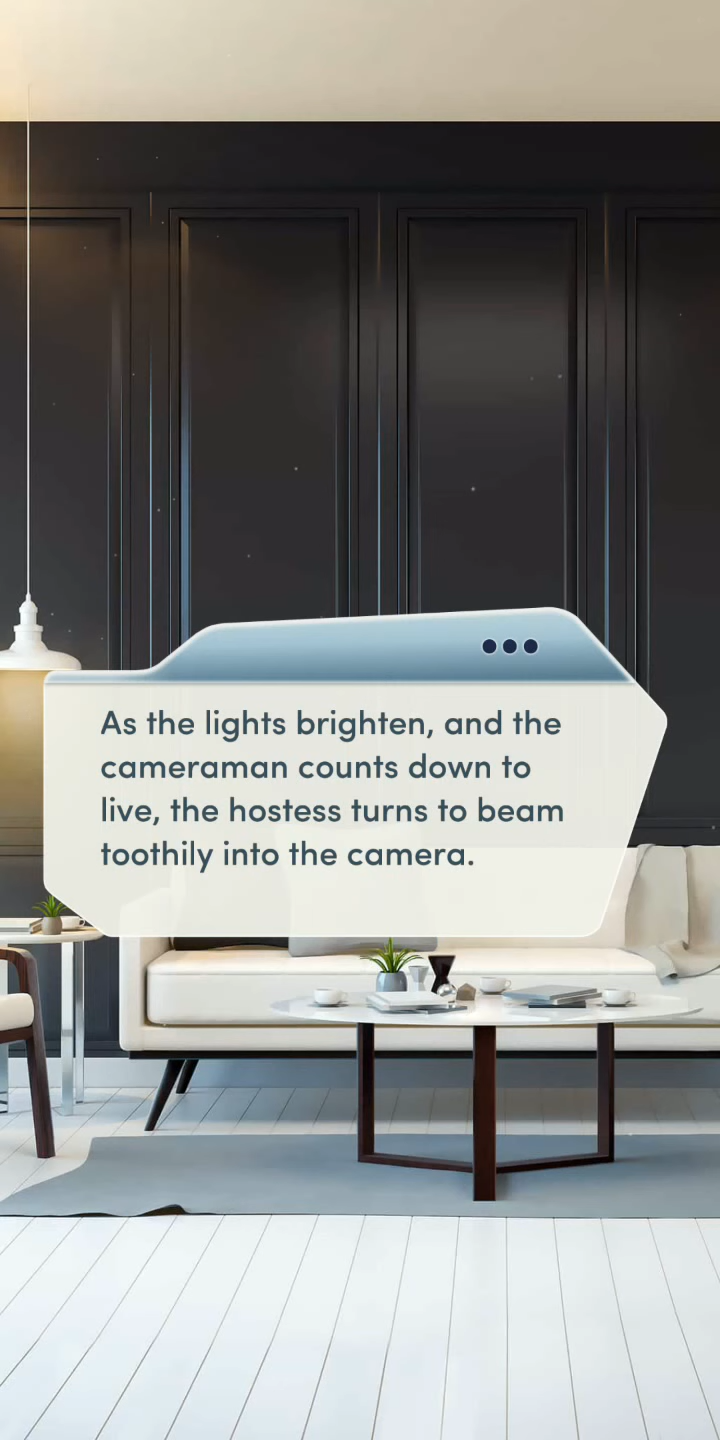 As the lights brighten, and the
cameraman counts down to
live, the hostess turns to beam
toothily into the camera.